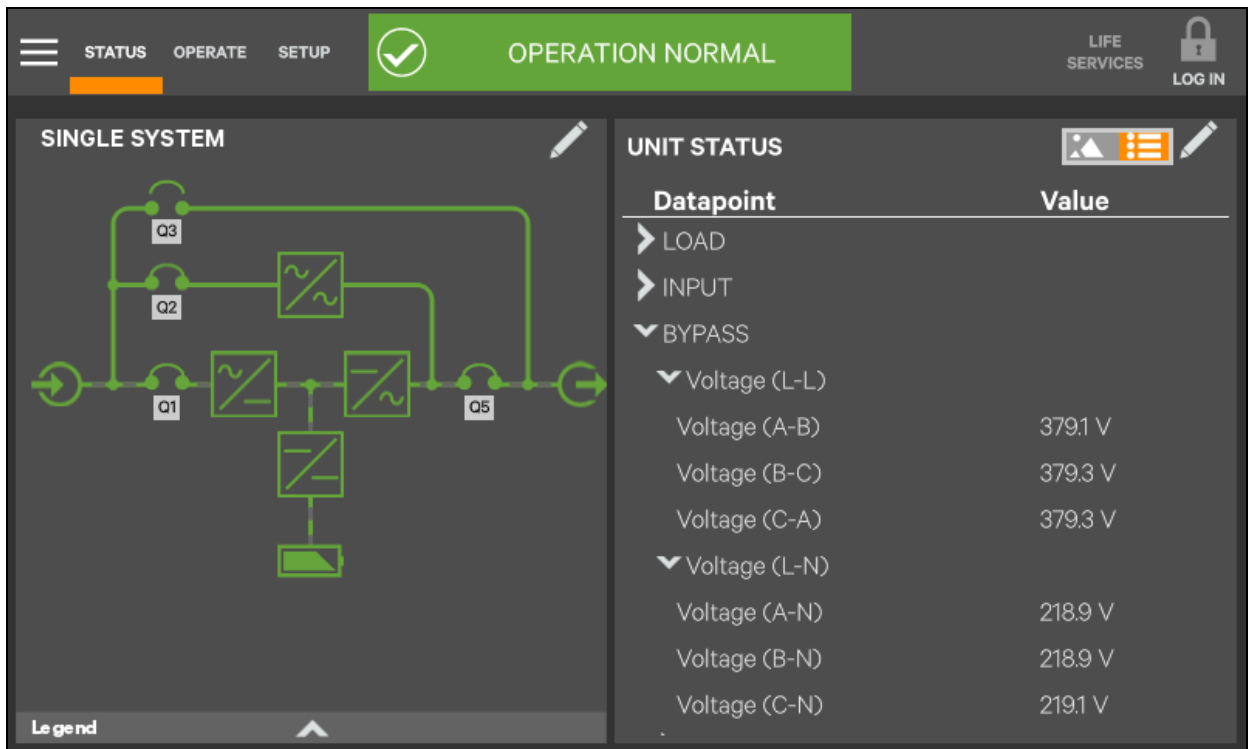 STATUS OPERATE SETUP OPERATION NORMAL LIFE SERVICES LOG IN
SINGLE SYSTEM
Q3
Q2
Q1 Q5
Legend
UNIT STATUS
Datapoint Value
LOAD
INPUT
BYPASS
Voltage (L-L)
Voltage (A-B) 379.1 V
Voltage (B-C) 379.3 V
Voltage (C-A) 379.3 V
Voltage (L-N)
Voltage (A-N) 218.9 V
Voltage (B-N) 218.9 V
Voltage (C-N) 219.1 V